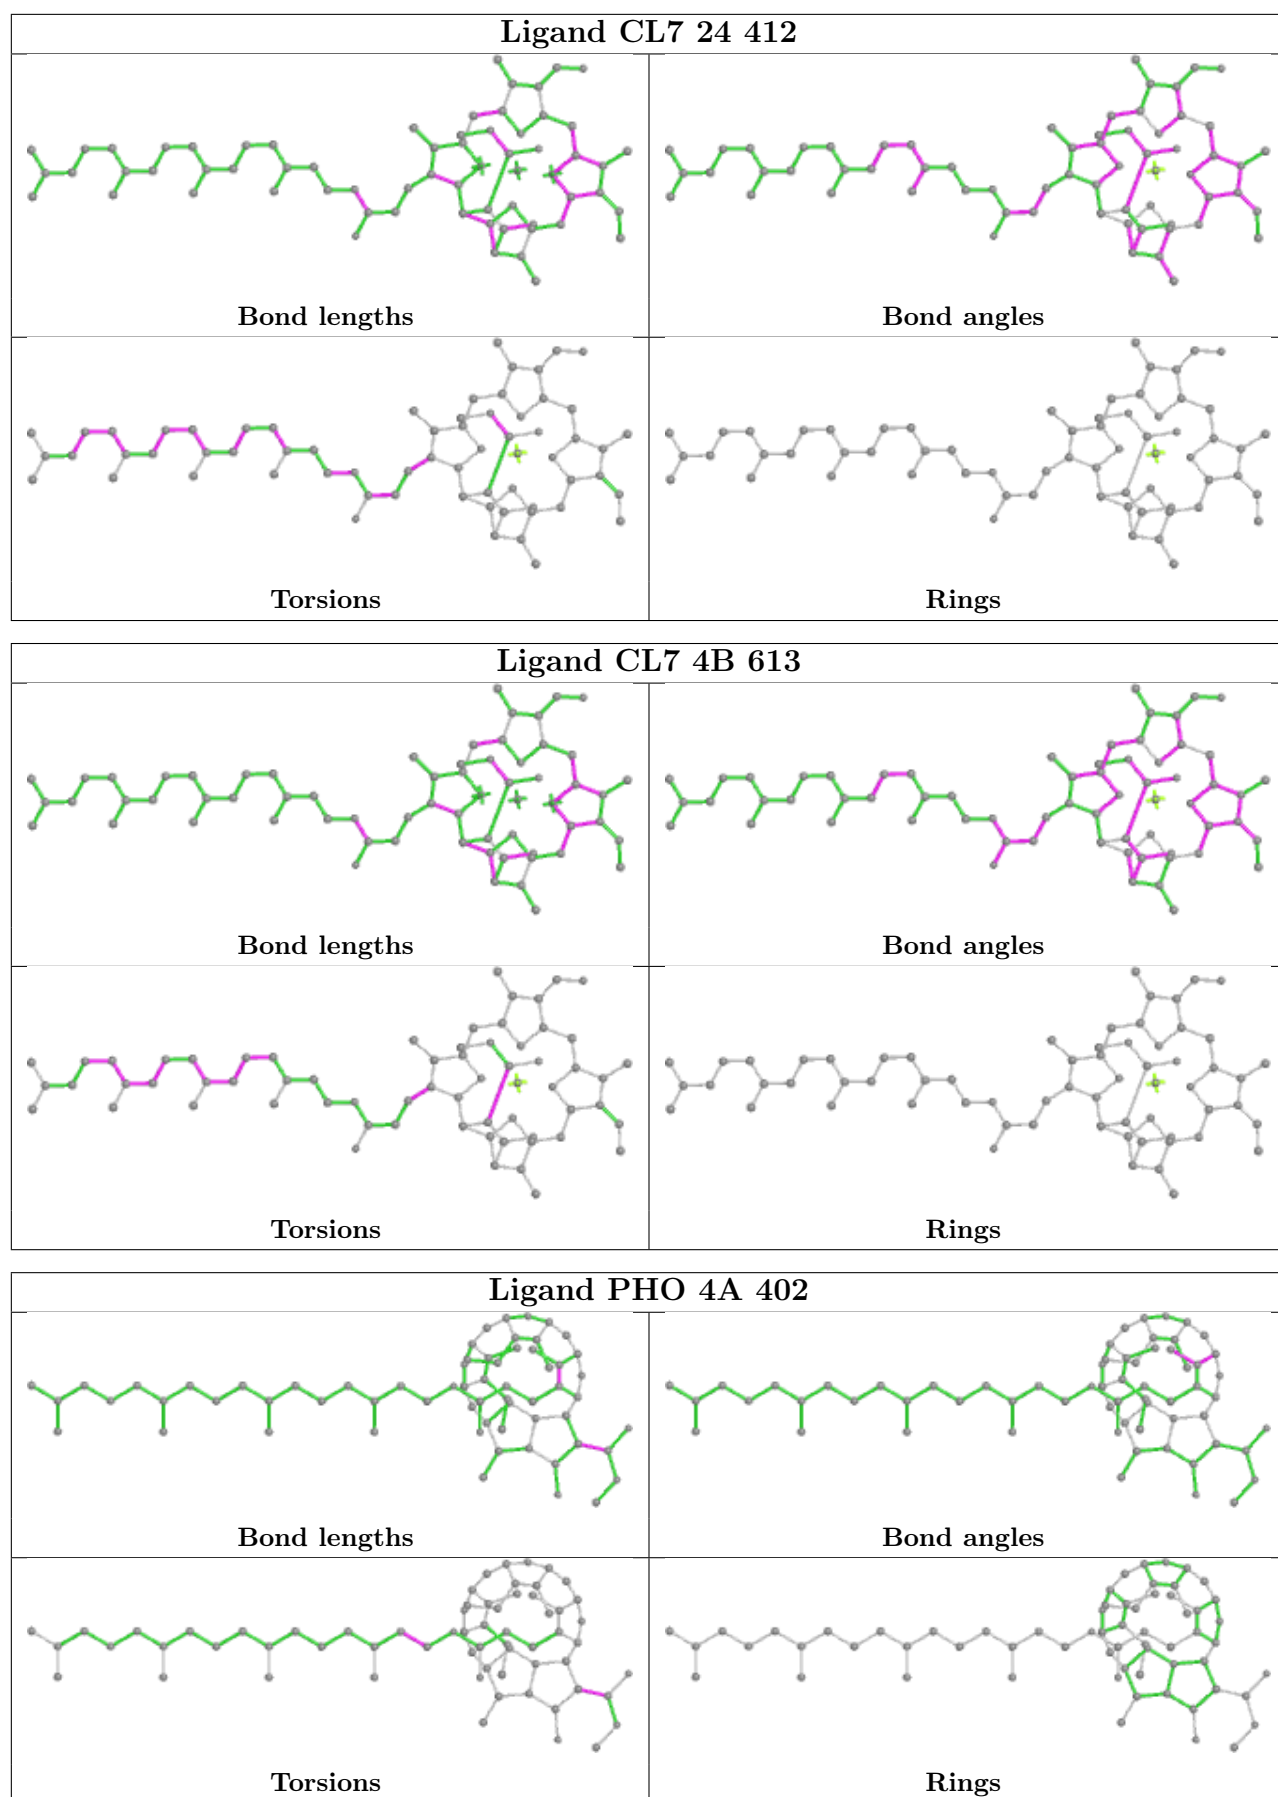 Ligand CL7 24 412
Bond lengths
Bond angles
Torsions
Rings
Ligand CL7 4B 613
Bond lengths
Bond angles
Torsions
Rings
Ligand PHO 4A 402
Bond lengths
Bond angles
Torsions
Rings